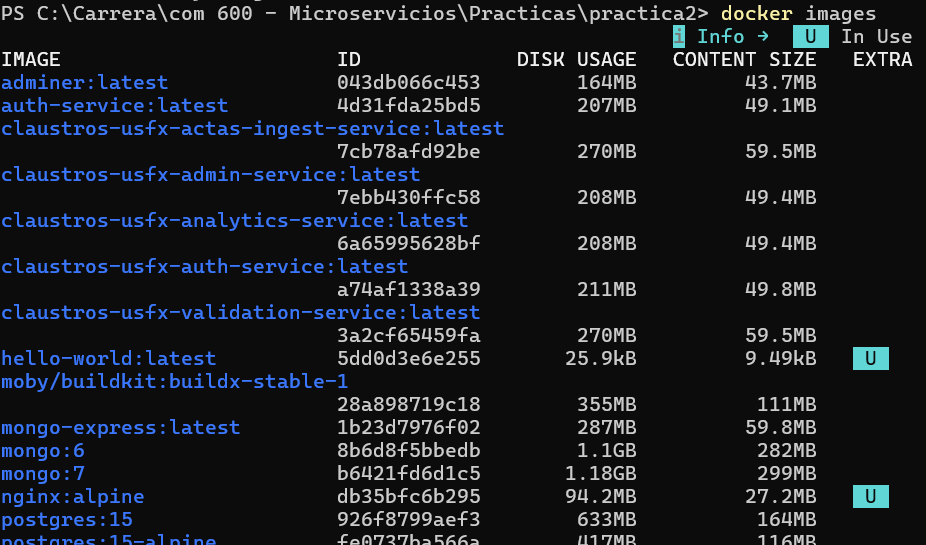 PS C:\Carrera\com 600 - Microservicios\Practicas\practica2> docker images
i Info → U In Use
IMAGE ID DISK USAGE CONTENT SIZE EXTRA
adminer:latest 043db066c453 164MB 43.7MB
auth-service:latest 4d31fda25bd5 207MB 49.1MB
claustros-usfx-actas-ingest-service:latest
7cb78afd92be 270MB 59.5MB
claustros-usfx-admin-service:latest
7ebb430ffc58 208MB 49.4MB
claustros-usfx-analytics-service:latest
6a65995628bf 208MB 49.4MB
claustros-usfx-auth-service:latest
a74af1338a39 211MB 49.8MB
claustros-usfx-validation-service:latest
3a2cf65459fa 270MB 59.5MB
hello-world:latest 5dd0d3e6e255 25.9kB 9.49kB U
moby/buildkit:buildx-stable-1
28a898719c18 355MB 111MB
mongo-express:latest 1b23d7976f02 287MB 59.8MB
mongo:6 8b6d8f5bbedb 1.1GB 282MB
mongo:7 b6421fd6d1c5 1.18GB 299MB
nginx:alpine db35bfc6b295 94.2MB 27.2MB U
postgres:15 926f8799aef3 633MB 164MB
postgres:15-alpine fe0737ba566a 417MB 116MB